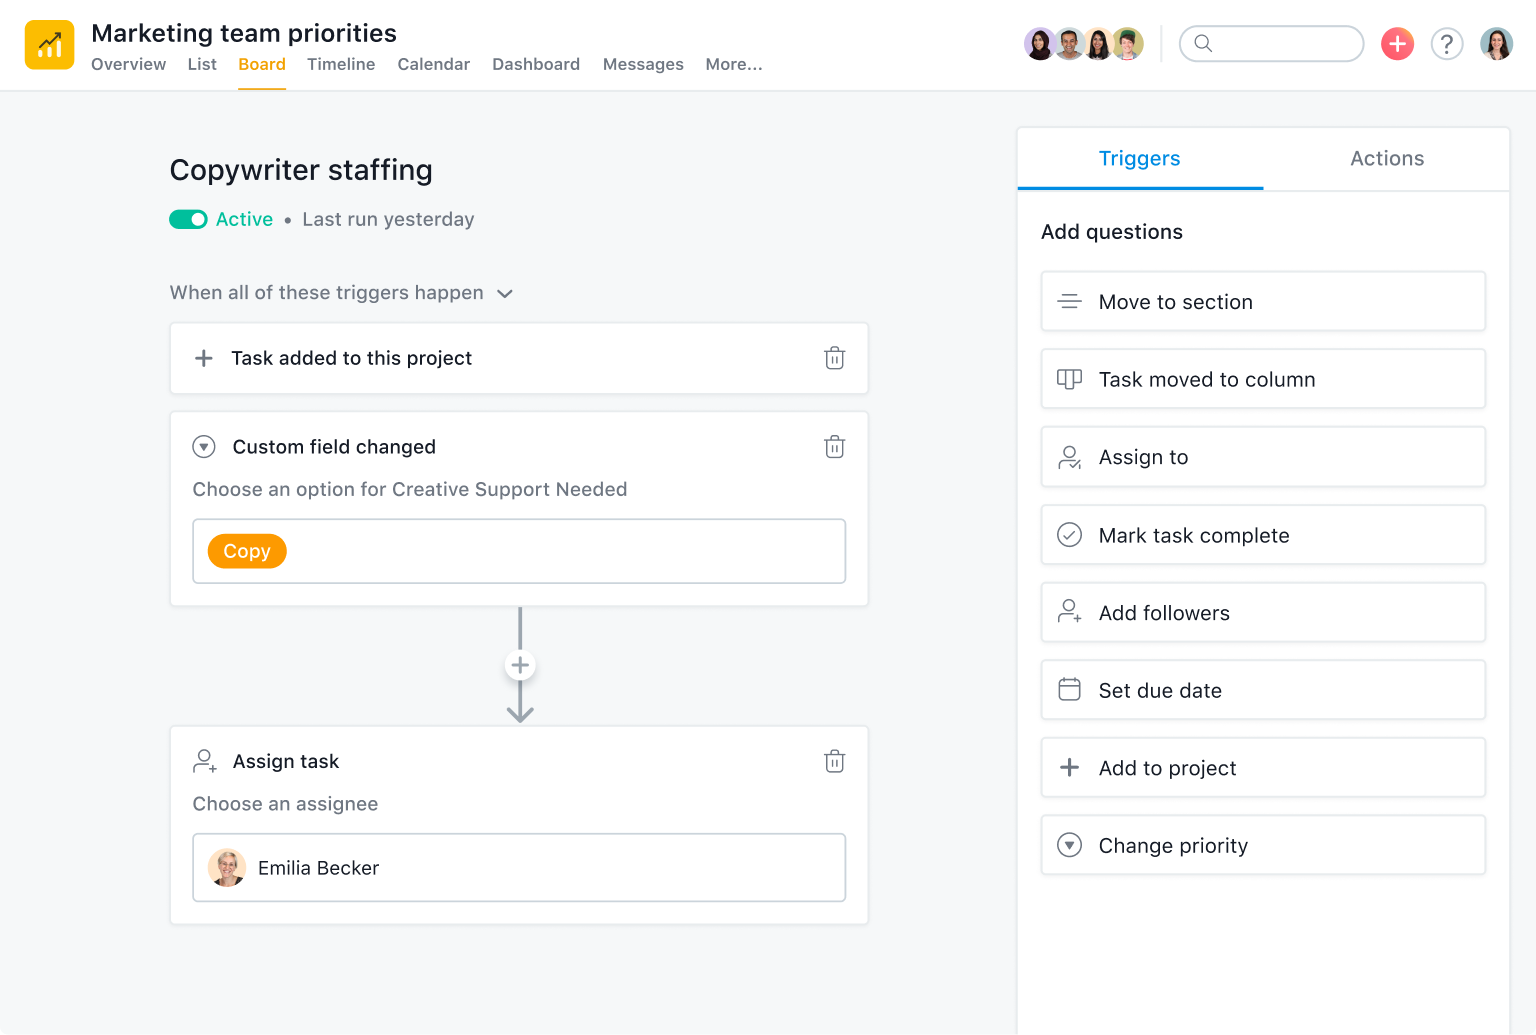 Marketing team priorities
Overview List Board Timeline Calendar Dashboard Messages More...
?
Copywriter staffing
Active • Last run yesterday
When all of these triggers happen
Task added to this project
Custom field changed
Choose an option for Creative Support Needed
Copy
Assign task
Choose an assignee
Emilia Becker
Triggers Actions
Add questions
Move to section
Task moved to column
Assign to
Mark task complete
Add followers
Set due date
Add to project
Change priority